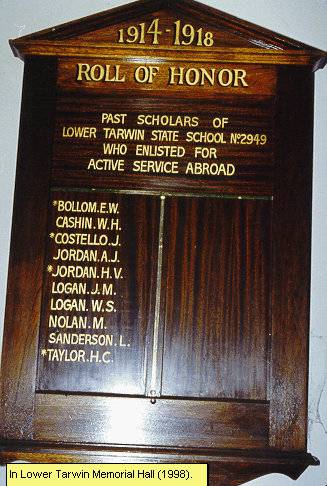 1914-1918
ROLL OF HONOR
PAST SCHOLARS OF
LOWER TARWIN STATE SCHOOL No2949
WHO ENLISTED FOR
ACTIVE SERVICE ABROAD
*BOLLOM.E.W.
CASHIN.W.H.
*COSTELLO.J.
JORDAN.A.J.
*JORDAN.H.V.
LOGAN.J.M.
LOGAN.W.S.
NOLAN.M.
SANDERSON.L.
*TAYLOR.H.C.
In Lower Tarwin Memorial Hall (1998).